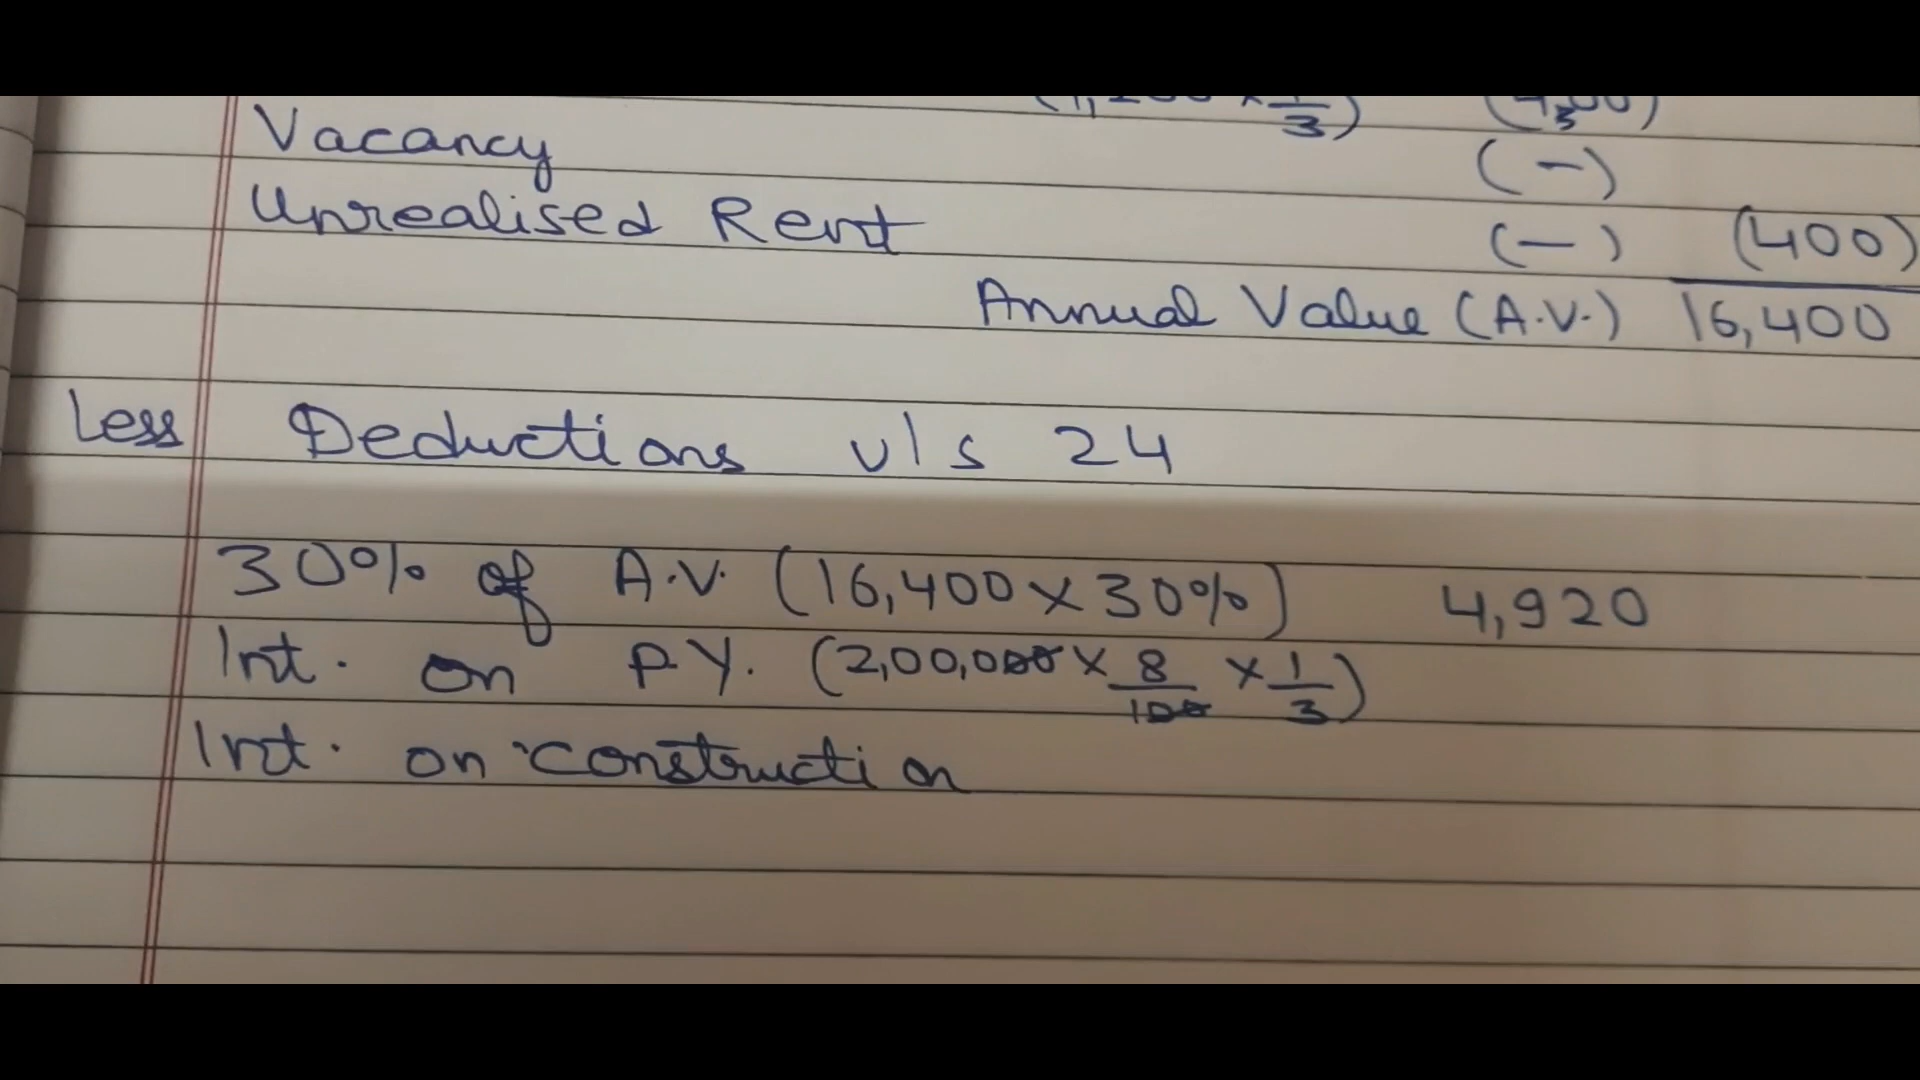 Vacancy (-)
Unrealised Rent (-) (400)
Annual Value (A.V.) 16,400
Less Deductions u/s 24
30% of A.V. (16,400 x 30%) 4,920
Int. on P.Y. (2,00,000 x 8/100 x 1/3)
Int. on construction